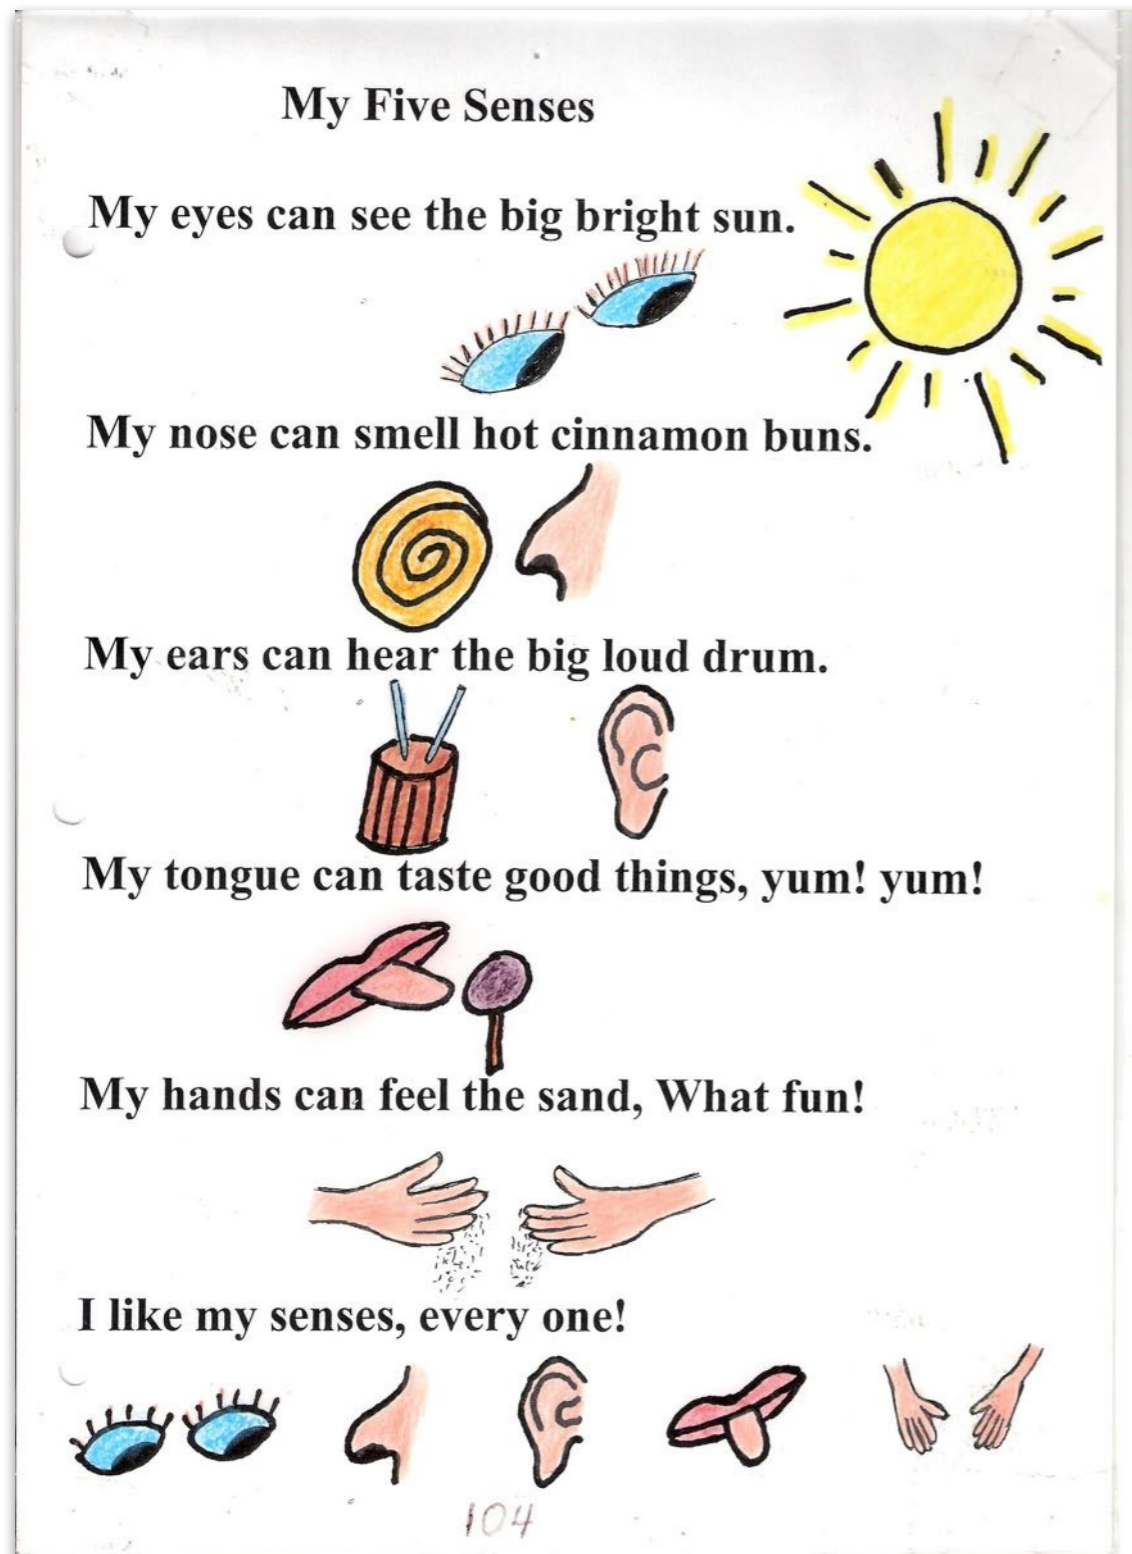 My Five Senses
My eyes can see the big bright sun.
My nose can smell hot cinnamon buns.
My ears can hear the big loud drum.
My tongue can taste good things, yum! yum!
My hands can feel the sand, What fun!
I like my senses, every one!
104